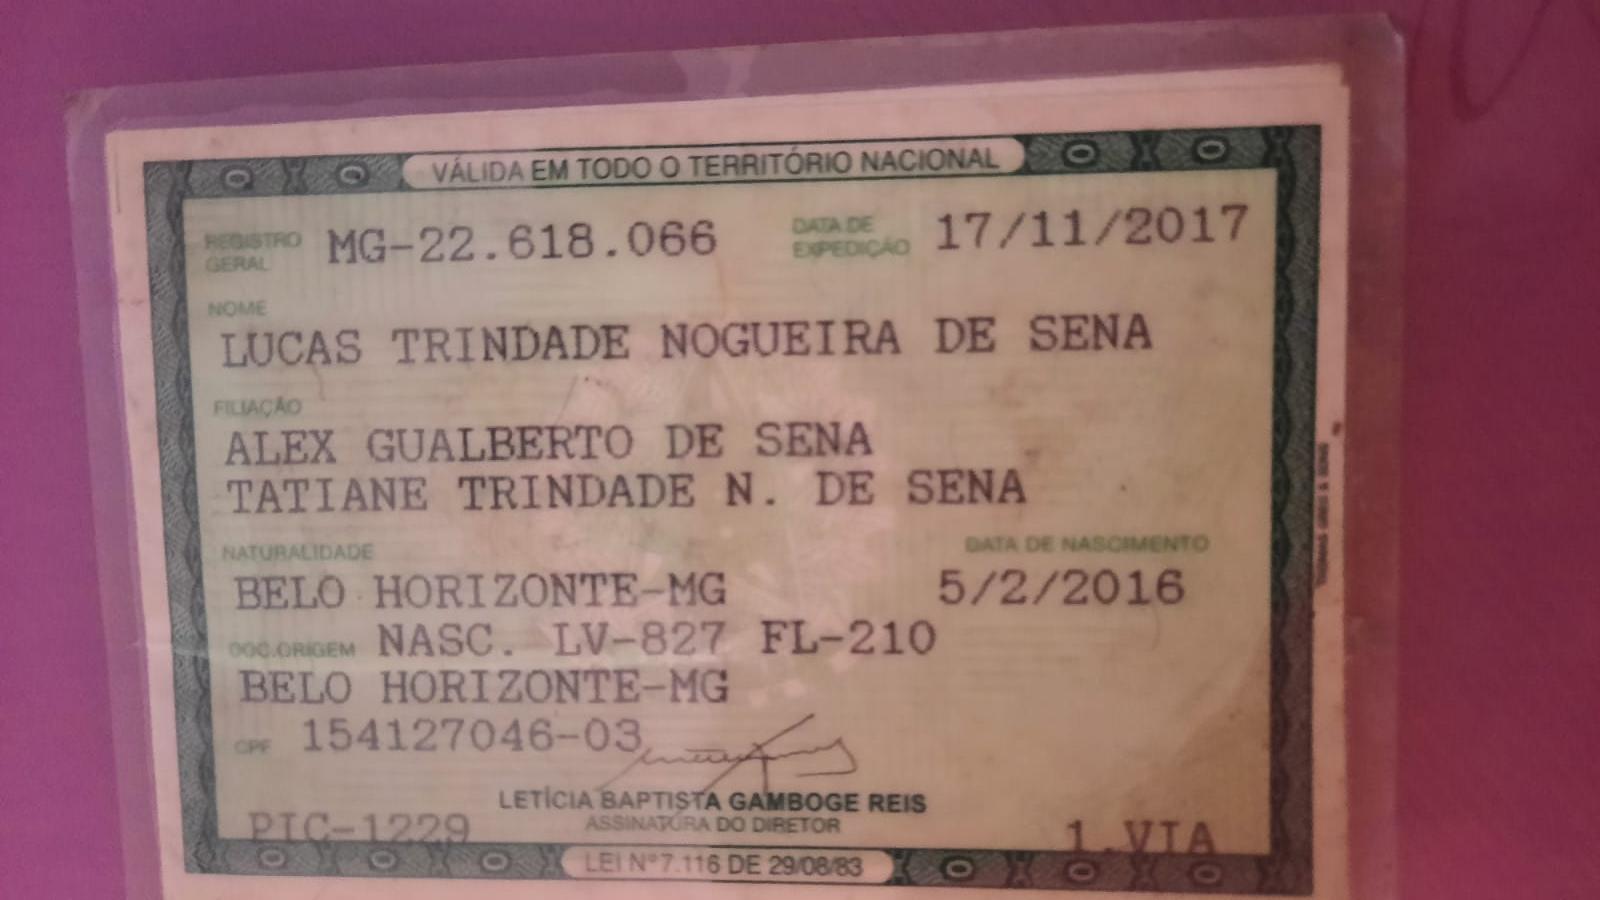 VÁLIDA EM TODO O TERRITÓRIO NACIONAL
REGISTRO GERAL MG-22.618.066 DATA DE EXPEDIÇÃO 17/11/2017
NOME
LUCAS TRINDADE NOGUEIRA DE SENA
FILIAÇÃO
ALEX GUALBERTO DE SENA
TATIANE TRINDADE N. DE SENA
NATURALIDADE DATA DE NASCIMENTO
BELO HORIZONTE-MG 5/2/2016
DOC.ORIGEM NASC. LV-827 FL-210
BELO HORIZONTE-MG
CPF 154127046-03
LETÍCIA BAPTISTA GAMBOGE REIS
PIC-1229 ASSINATURA DO DIRETOR 1.VIA
LEI Nº 7.116 DE 29/08/83